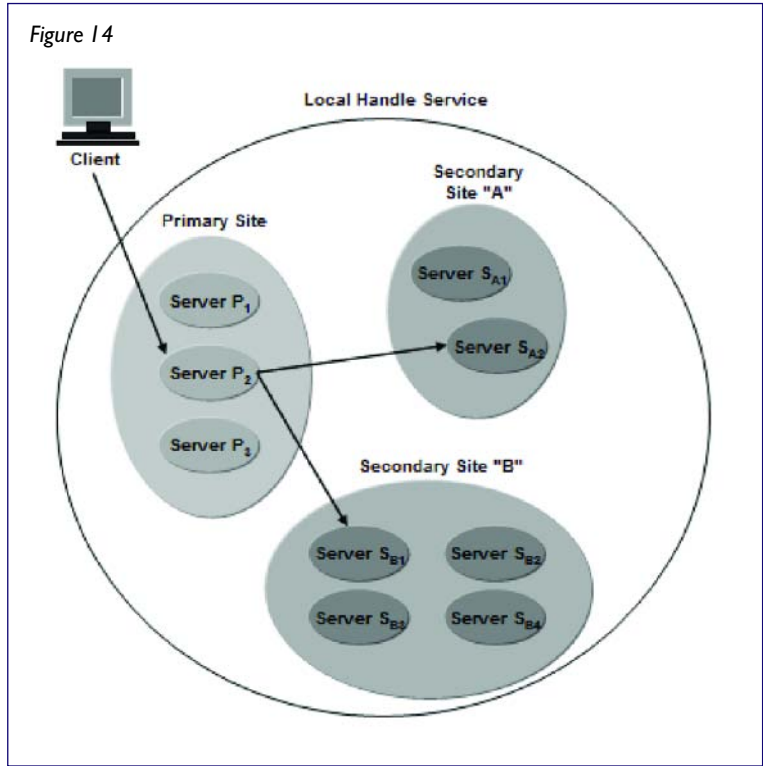 Figure 14
Local Handle Service
Client
Primary Site
Secondary
Site "A"
Server P1
Server SA1
Server P2
Server SA2
Server P3
Secondary Site "B"
Server SB1
Server SB2
Server SB3
Server SB4